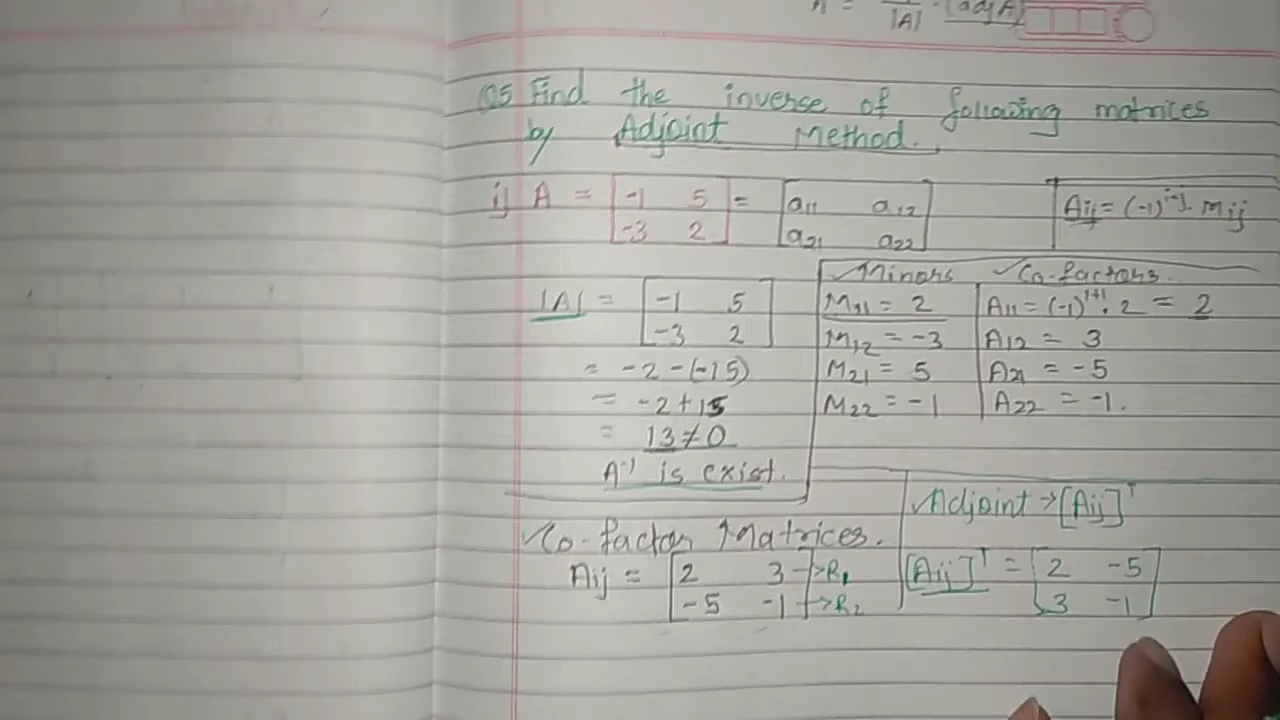 |A| [adj A]
Q5 Find the inverse of following matrices
by Adjoint Method.
i) A = [-1 5 = [a11 a12
-3 2] a21 a22]
Aij = (-1)^i+j . Mij
|A| = [-1 5
-3 2]
= -2 - (-15)
= -2 + 15
= 13 ≠ 0
A⁻¹ is exist.
Minors Co-factors.
M11 = 2 A11 = (-1)^1+1 . 2 = 2
M12 = -3 A12 = 3
M21 = 5 A21 = -5
M22 = -1 A22 = -1.
Co-factor Matrices.
Aij = [2 3 → R1
-5 -1] → R2
Adjoint → [Aij]ᵀ
[Aij]ᵀ = [2 -5
3 -1]